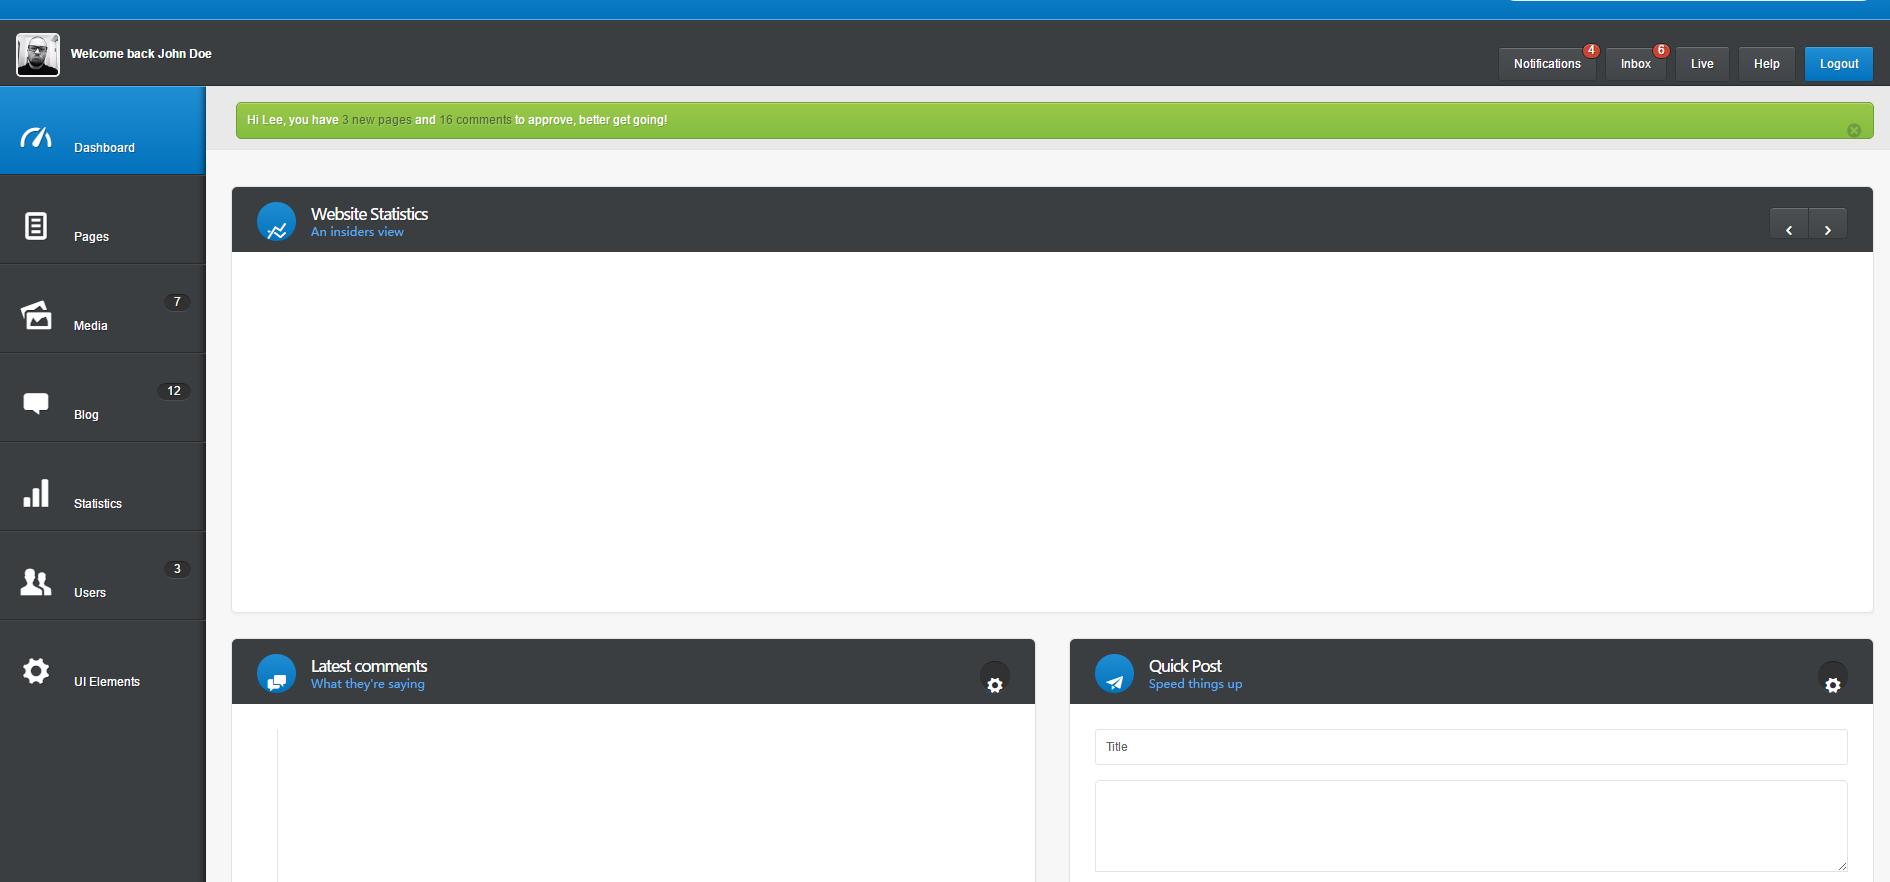 Welcome back John Doe
Notifications 4
Inbox 6
Live
Help
Logout
Hi Lee, you have 3 new pages and 16 comments to approve, better get going!
Dashboard
Pages
Media 7
Blog 12
Statistics
Users 3
UI Elements
Website Statistics
An insiders view
Latest comments
What they're saying
Quick Post
Speed things up
Title